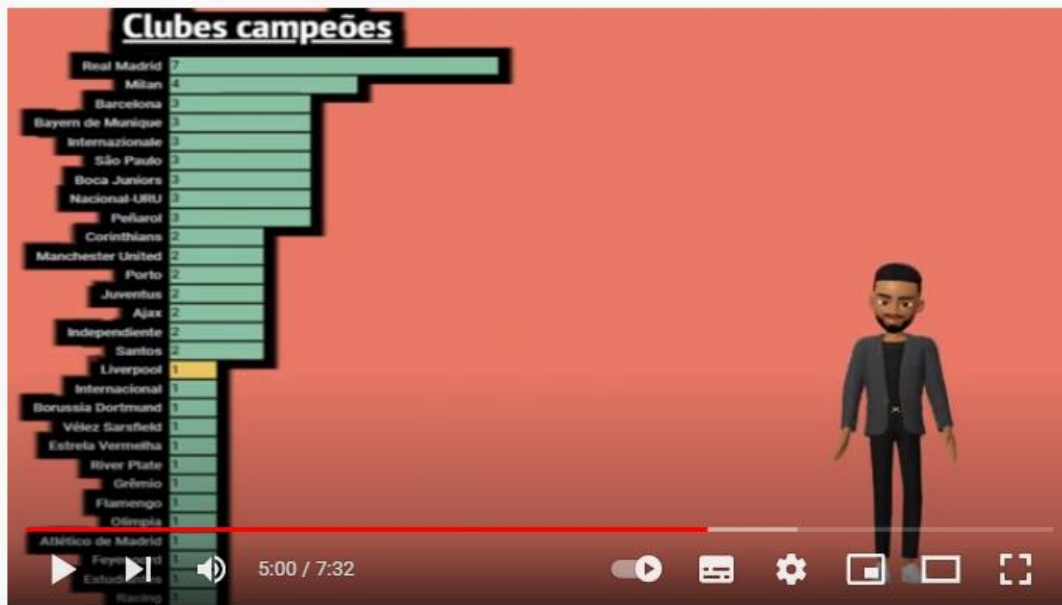 Clubes campeões
Real Madrid 7
Milan 4
Barcelona 3
Bayern de Munique 3
Internazionale 3
São Paulo 3
Boca Juniors 3
Nacional-URU 3
Peñarol 3
Corinthians 2
Manchester United 2
Porto 2
Juventus 2
Ajax 2
Independiente 2
Santos 2
Liverpool 1
Internacional 1
Borussia Dortmund 1
Vélez Sarsfield 1
Estrela Vermelha 1
River Plate 1
Grêmio 1
Flamengo 1
Olimpia 1
Atlético de Madrid 1
Feyenoord 1
5:00 / 7:32
Estudiantes 1
Racing 1